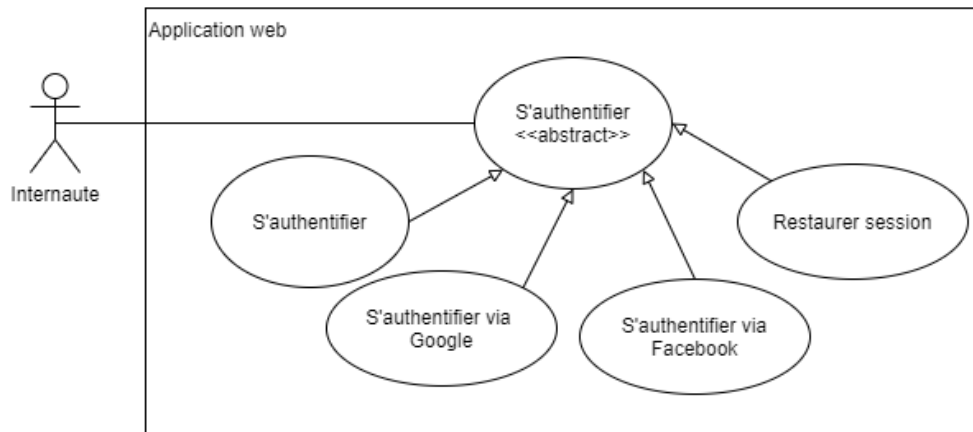 Application web
S'authentifier
<<abstract>>
Internaute
S'authentifier
Restaurer session
S'authentifier via
Google
S'authentifier via
Facebook